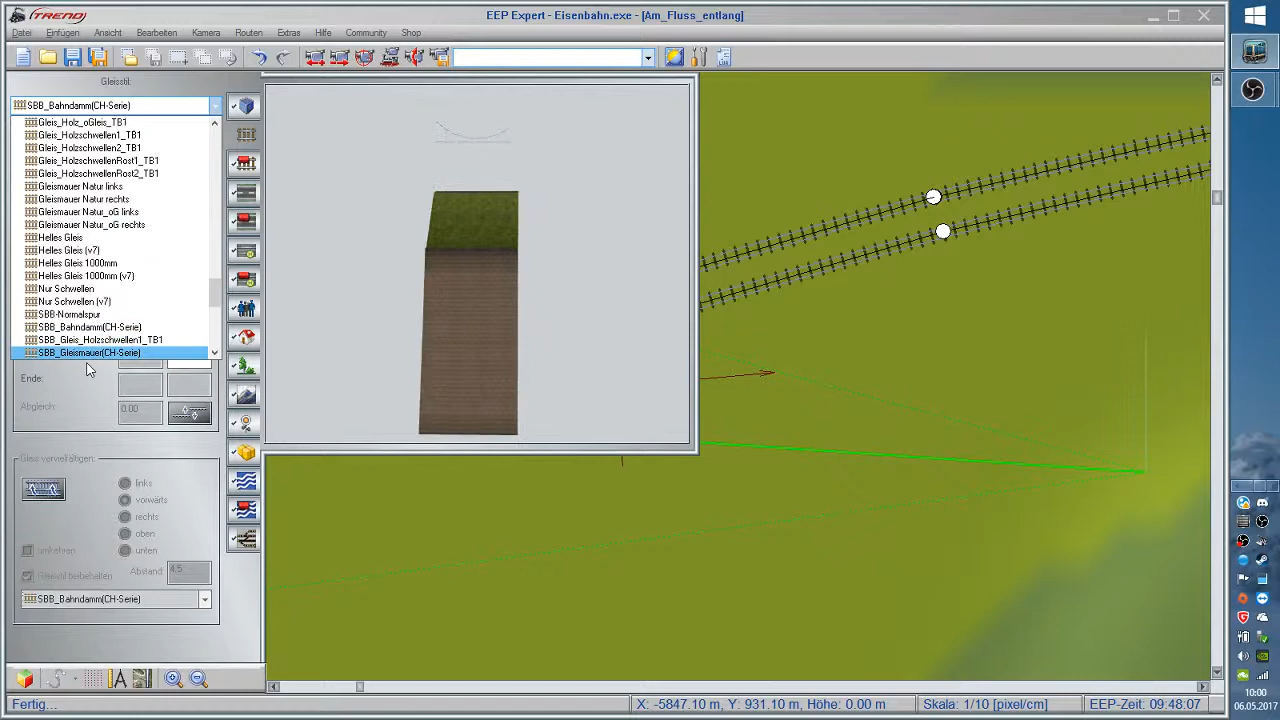 TREND
EEP Expert - Eisenbahn.exe - [Am_Fluss_entlang]
Datei Einfügen Ansicht Bearbeiten Kamera Routen Extras Hilfe Community Shop
Gleisstil:
SBB_Bahndamm(CH-Serie)
Gleis_Holz_oGleis_TB1
Gleis_Holzschwellen1_TB1
Gleis_Holzschwellen2_TB1
Gleis_HolzschwellenRost1_TB1
Gleis_HolzschwellenRost2_TB1
Gleismauer Natur links
Gleismauer Natur rechts
Gleismauer Natur_oG links
Gleismauer Natur_oG rechts
Helles Gleis
Helles Gleis (v7)
Helles Gleis 1000mm
Helles Gleis 1000mm (v7)
Nur Schwellen
Nur Schwellen (v7)
SBB-Normalspur
SBB_Bahndamm(CH-Serie)
SBB_Gleis_Holzschwellen1_TB1
SBB_Gleismauer(CH-Serie)
Ende:
Abgleich: 0.00
Gleis vervielfältigen:
links
vorwärts
rechts
oben
umkehren unten
Gleisstil beibehalten Abstand: 4.5
SBB_Bahndamm(CH-Serie)
Fertig... X: -5847.10 m, Y: 931.10 m, Höhe: 0.00 m Skala: 1/10 [pixel/cm] EEP-Zeit: 09:48:07
10:00
06.05.2017